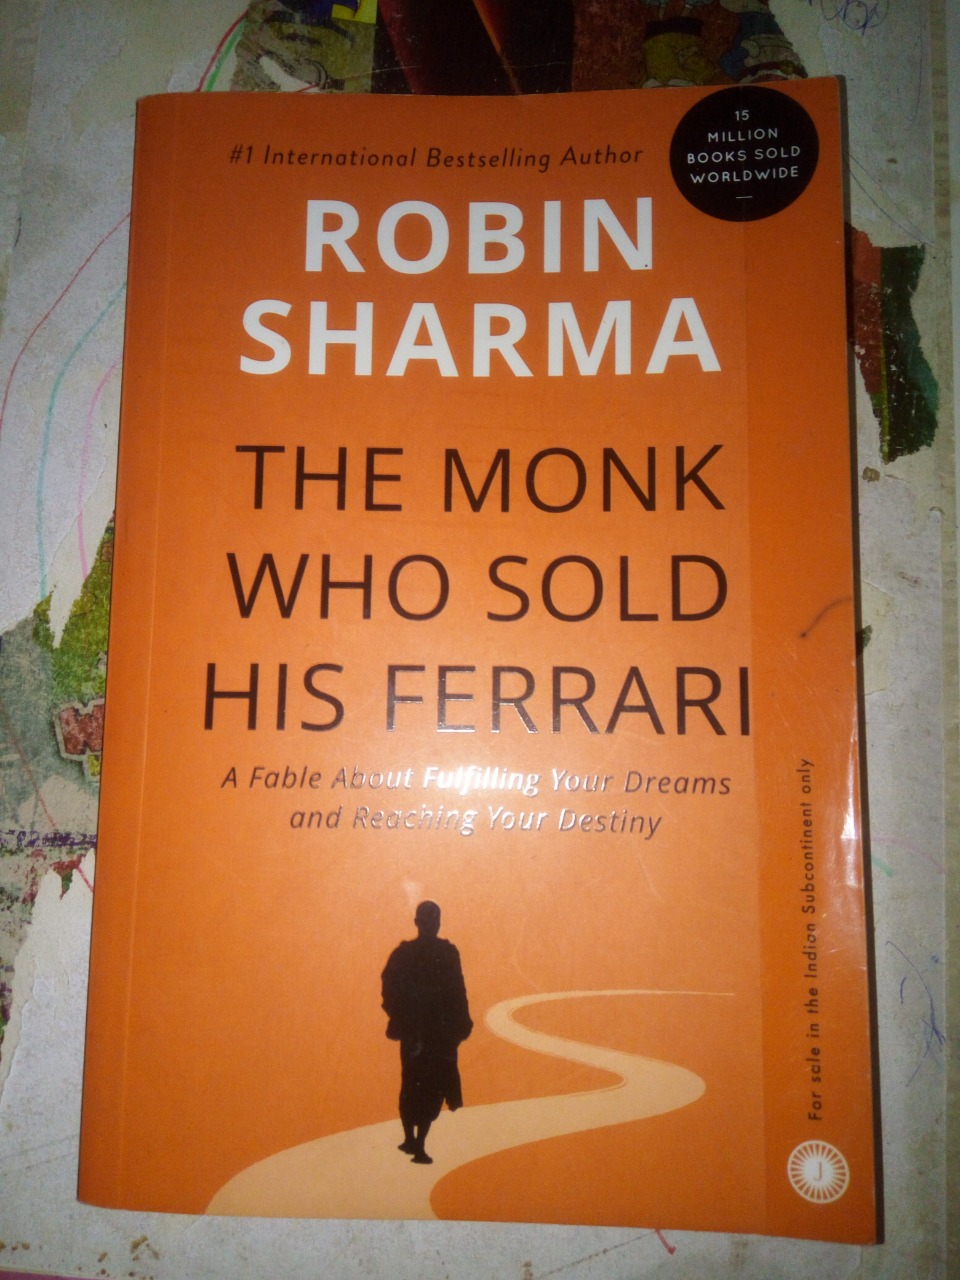 #1 International Bestselling Author
15
MILLION
BOOKS SOLD
WORLDWIDE
ROBIN
SHARMA
THE MONK
WHO SOLD
HIS FERRARI
A Fable About Fulfilling Your Dreams
and Reaching Your Destiny
For sale in the Indian Subcontinent only
J